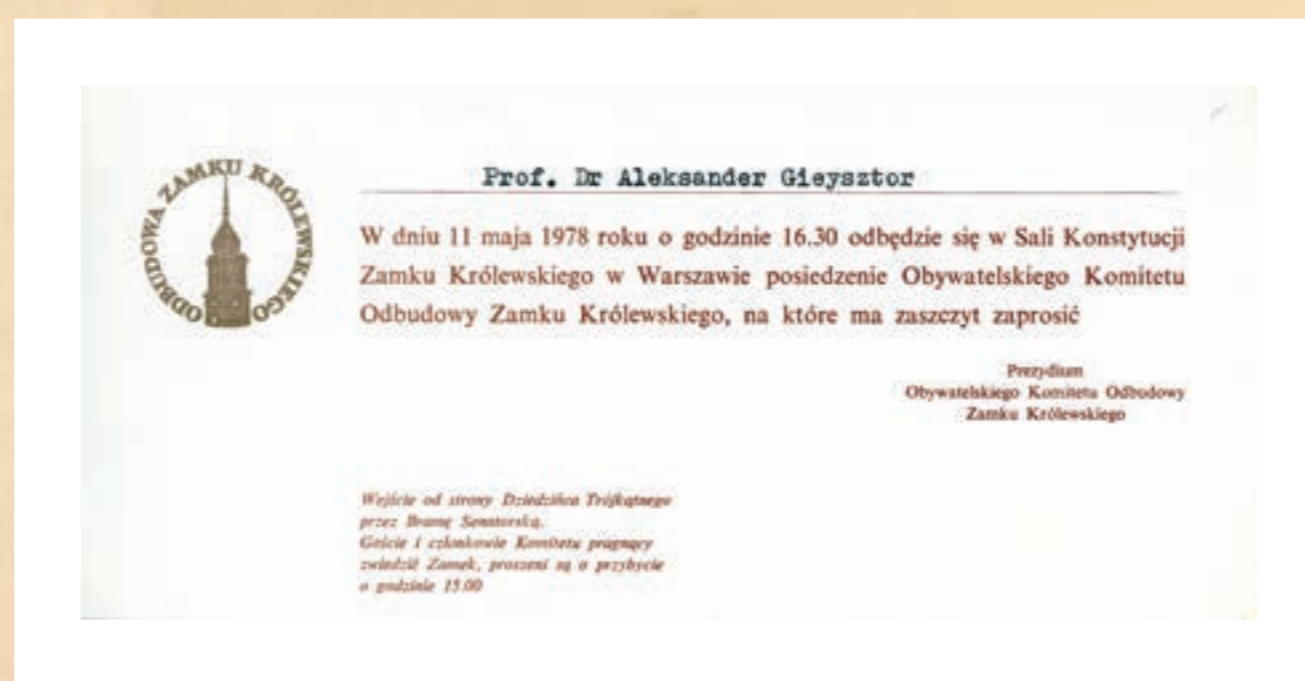 ODBUDOWA ZAMKU KRÓLEWSKIEGO
Prof. Dr Aleksander Gieysztor
W dniu 11 maja 1978 roku o godzinie 16.30 odbędzie się w Sali Konstytucji
Zamku Królewskiego w Warszawie posiedzenie Obywatelskiego Komitetu
Odbudowy Zamku Królewskiego, na które ma zaszczyt zaprosić
Prezydium
Obywatelskiego Komitetu Odbudowy
Zamku Królewskiego
Wejście od strony Dziedzińca Trójkątnego
przez Bramę Senatorską.
Goście i członkowie Komitetu pragnący
zwiedzić Zamek, proszeni są o przybycie
o godzinie 15.00